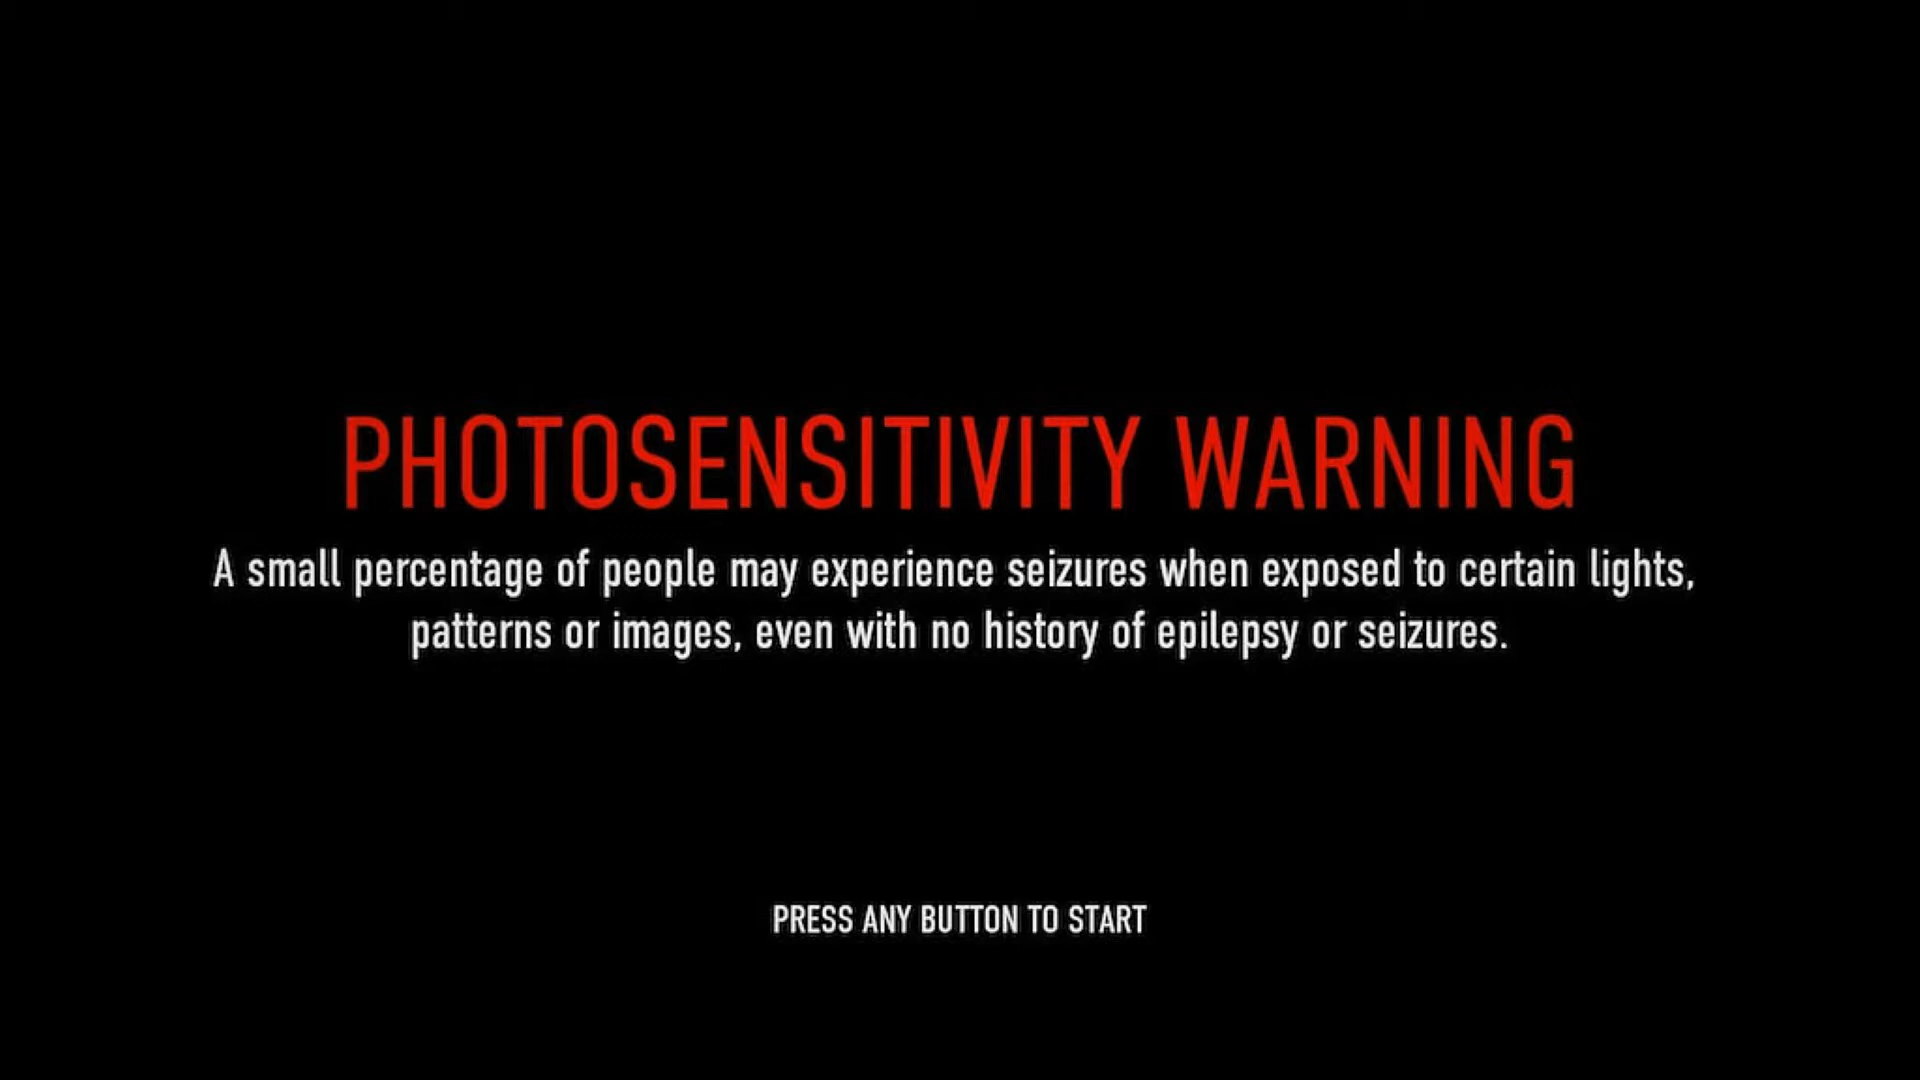 PHOTOSENSITIVITY WARNING
A small percentage of people may experience seizures when exposed to certain lights,
patterns or images, even with no history of epilepsy or seizures.
PRESS ANY BUTTON TO START